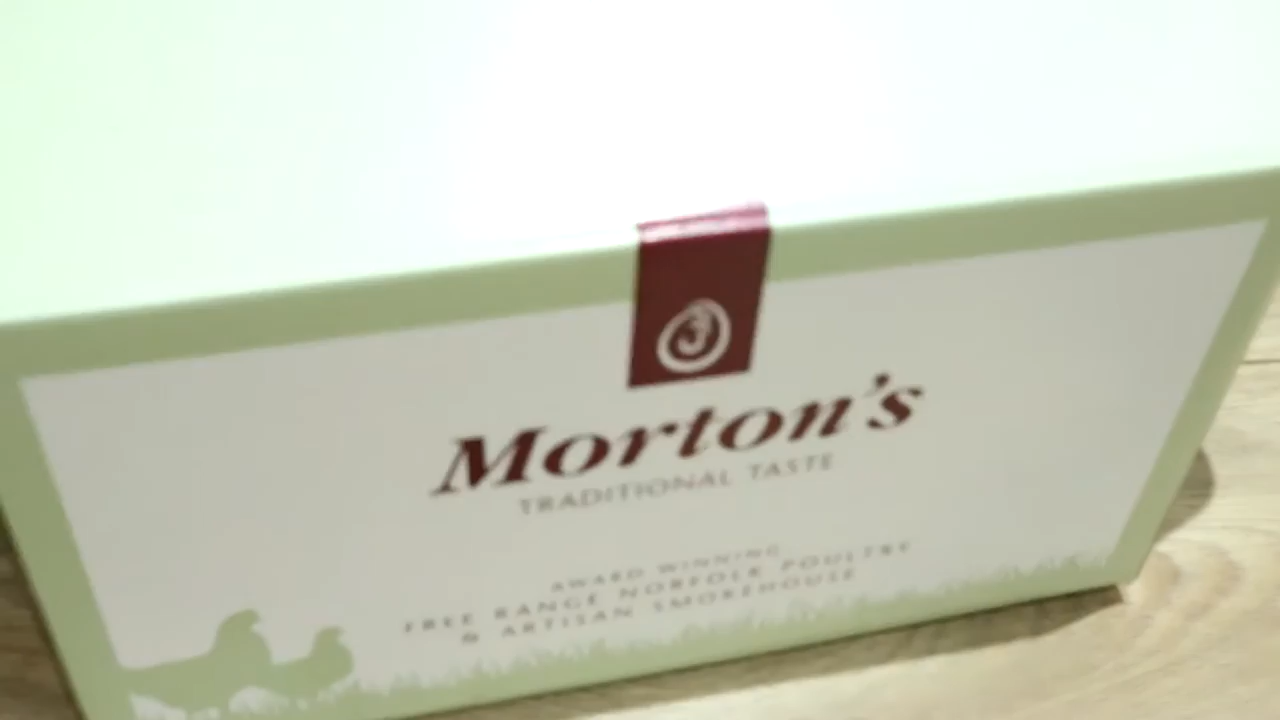 Morton's
TRADITIONAL TASTE
AWARD WINNING
FREE RANGE NORFOLK POULTRY
& ARTISAN SMOKEHOUSE